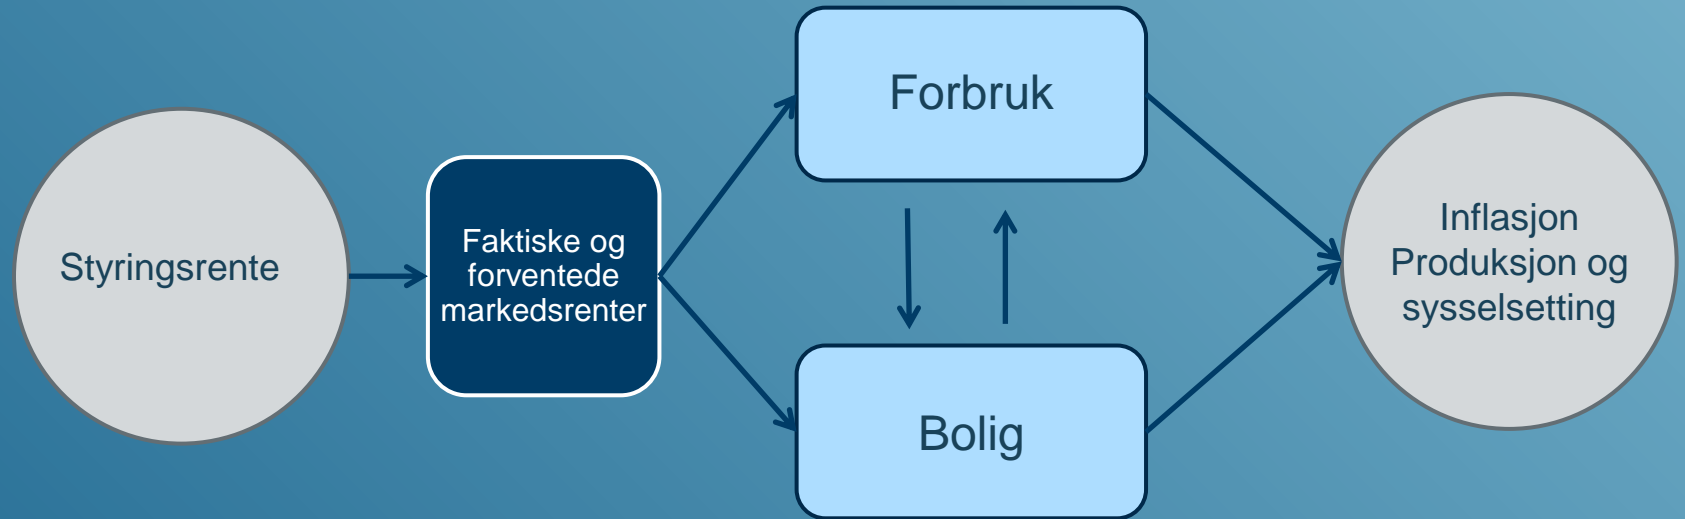 Styringsrente
Faktiske og
forventede
markedsrenter
Forbruk
Bolig
Inflasjon
Produksjon og
sysselsetting